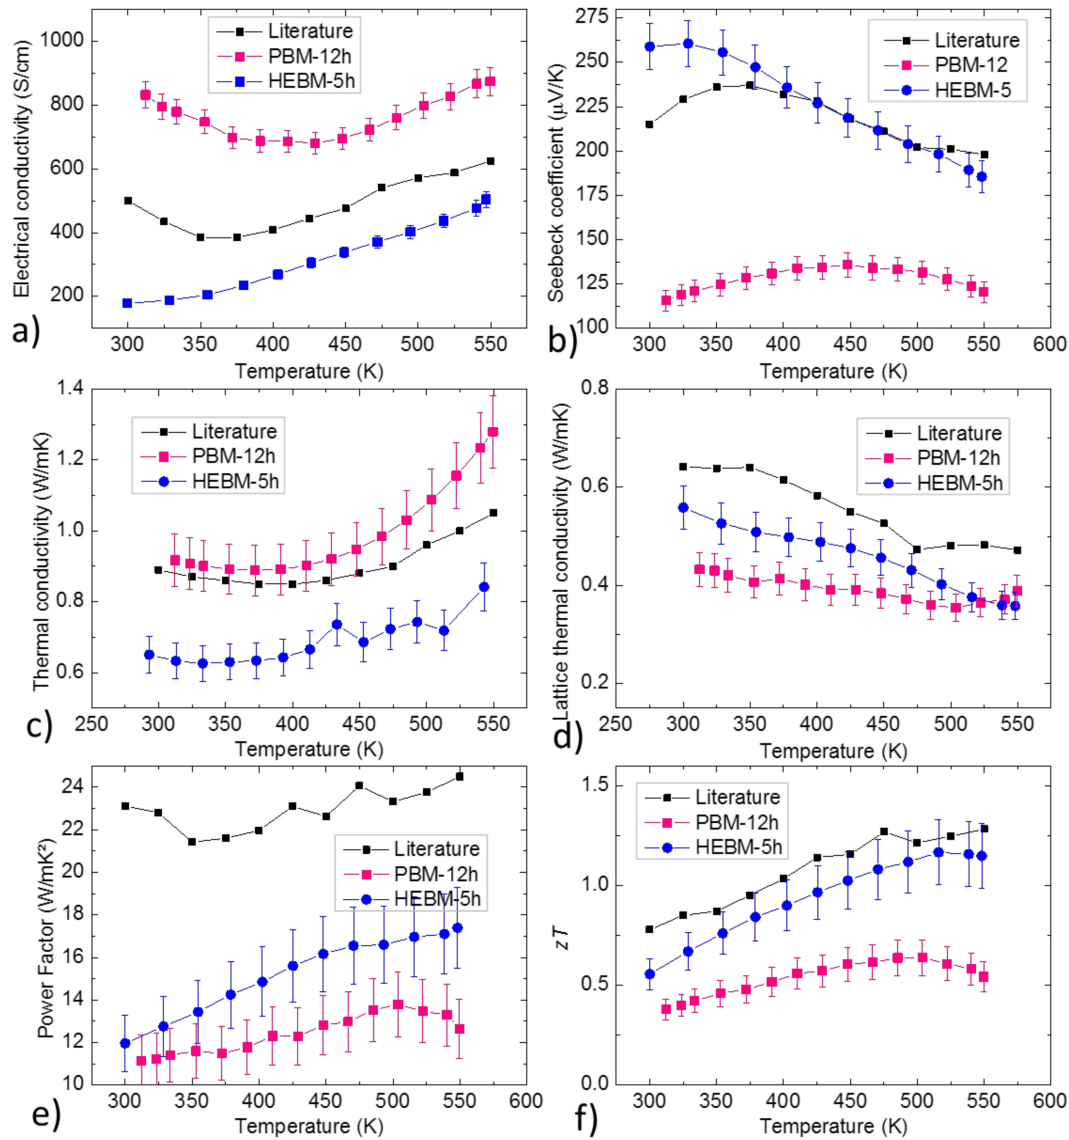 Electrical conductivity (S/cm)
1000
800
600
400
200
Literature
PBM-12h
HEBM-5h
300 350 400 450 500 550
Temperature (K)
a)
Seebeck coefficient (μV/K)
275
250
225
200
175
150
125
100
Literature
PBM-12
HEBM-5
300 350 400 450 500 550 600
Temperature (K)
b)
Thermal conductivity (W/mK)
1.4
1.2
1.0
0.8
0.6
Literature
PBM-12h
HEBM-5h
250 300 350 400 450 500 550
Temperature (K)
c)
Lattice thermal conductivity (W/mK)
0.8
0.6
0.4
0.2
Literature
PBM-12h
HEBM-5h
250 300 350 400 450 500 550
Temperature (K)
d)
Power Factor (W/mK²)
24
22
20
18
16
14
12
10
Literature
PBM-12h
HEBM-5h
300 350 400 450 500 550 600
Temperature (K)
e)
zT
1.5
1.0
0.5
0.0
Literature
PBM-12h
HEBM-5h
300 350 400 450 500 550 600
Temperature (K)
f)